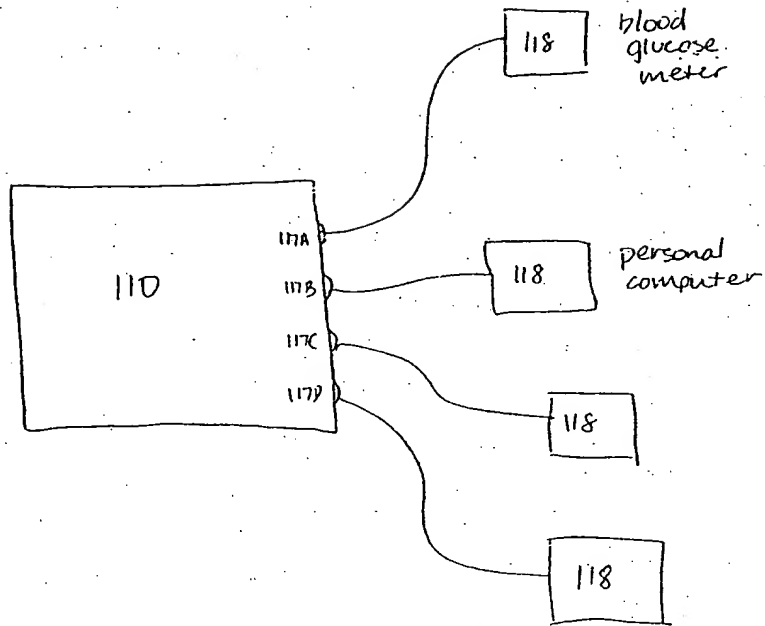 118
blood
glucose
meter
117A
110
117B
118
personal
computer
117C
117D
118
118